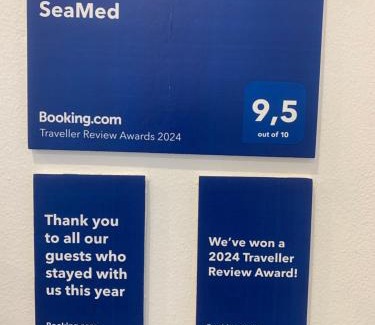 SeaMed
Booking.com
Traveller Review Awards 2024
9,5
out of 10
Thank you
to all our
guests who
stayed with
us this year
We've won a
2024 Traveller
Review Award!